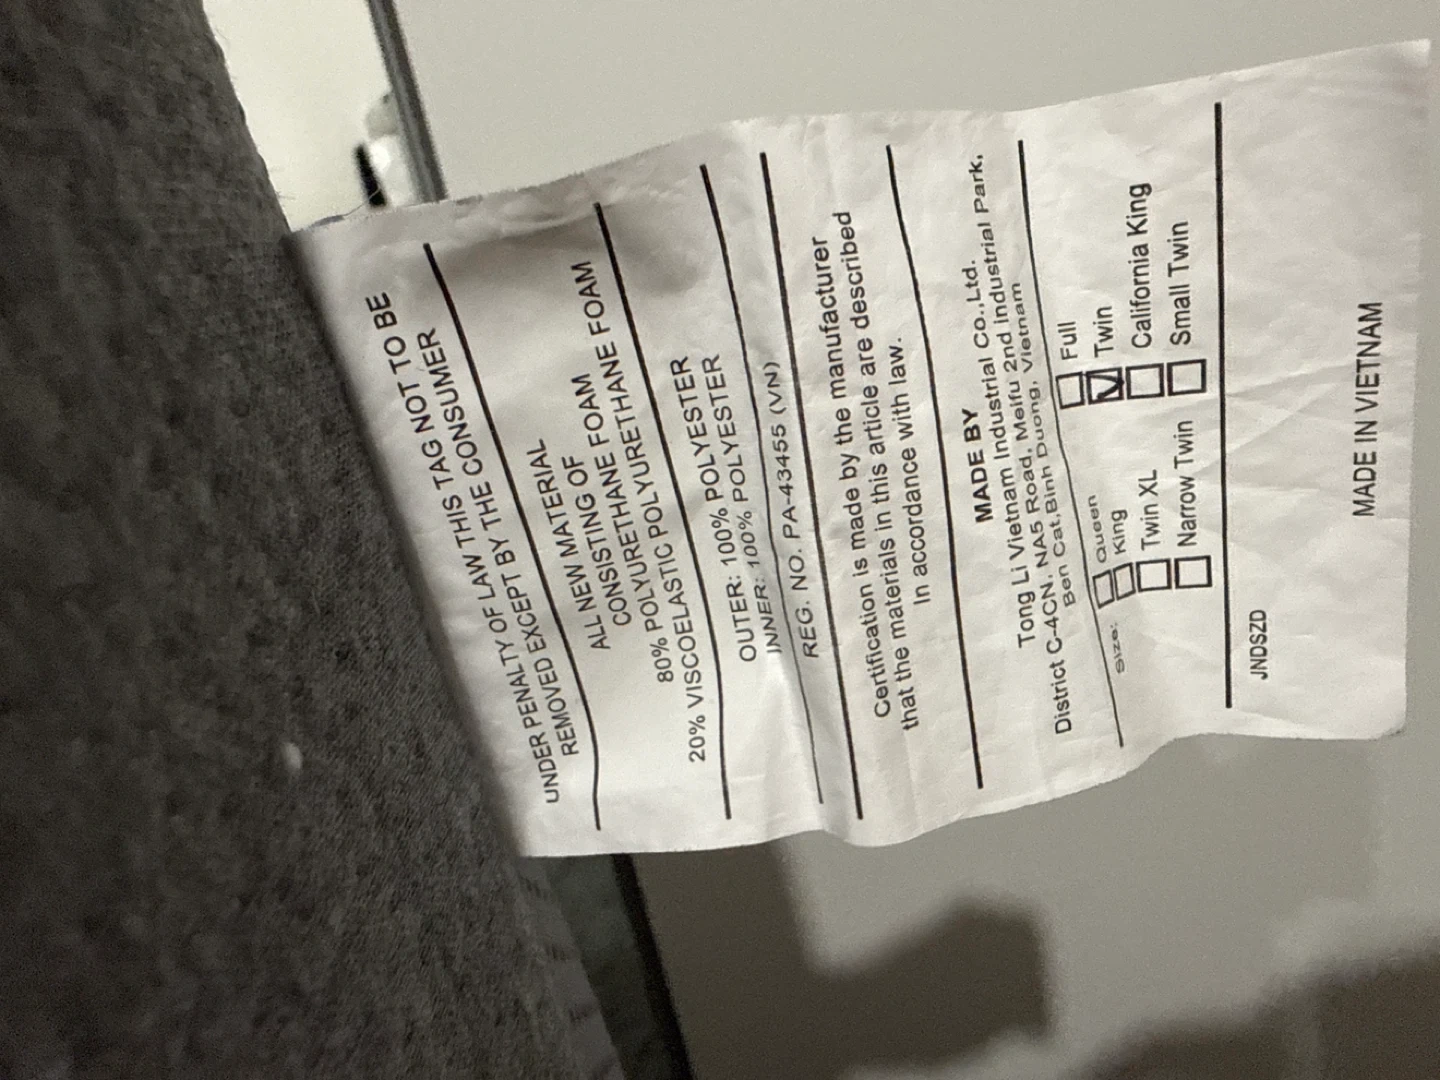 UNDER PENALTY OF LAW THIS TAG NOT TO BE
REMOVED EXCEPT BY THE CONSUMER
ALL NEW MATERIAL
CONSISTING OF
CONSURETHANE FOAM
80% POLYURETHANE FOAM
20% VISCOELASTIC POLYURETHANE FOAM
OUTER: 100% POLYESTER
INNER: 100% POLYESTER
REG. NO. PA-43455 (VN)
Certification is made by the manufacturer
that the materials in this article are described
In accordance with law.
MADE BY
Tong Li Vietnam Industrial Co.,Ltd.
District C-4CN, NA5 Road, Meifu 2nd Industrial Park,
Ben Cat,Binh Duong, Vietnam
Size: Queen Full
King Twin
Twin XL California King
Narrow Twin Small Twin
JNDSZD
MADE IN VIETNAM